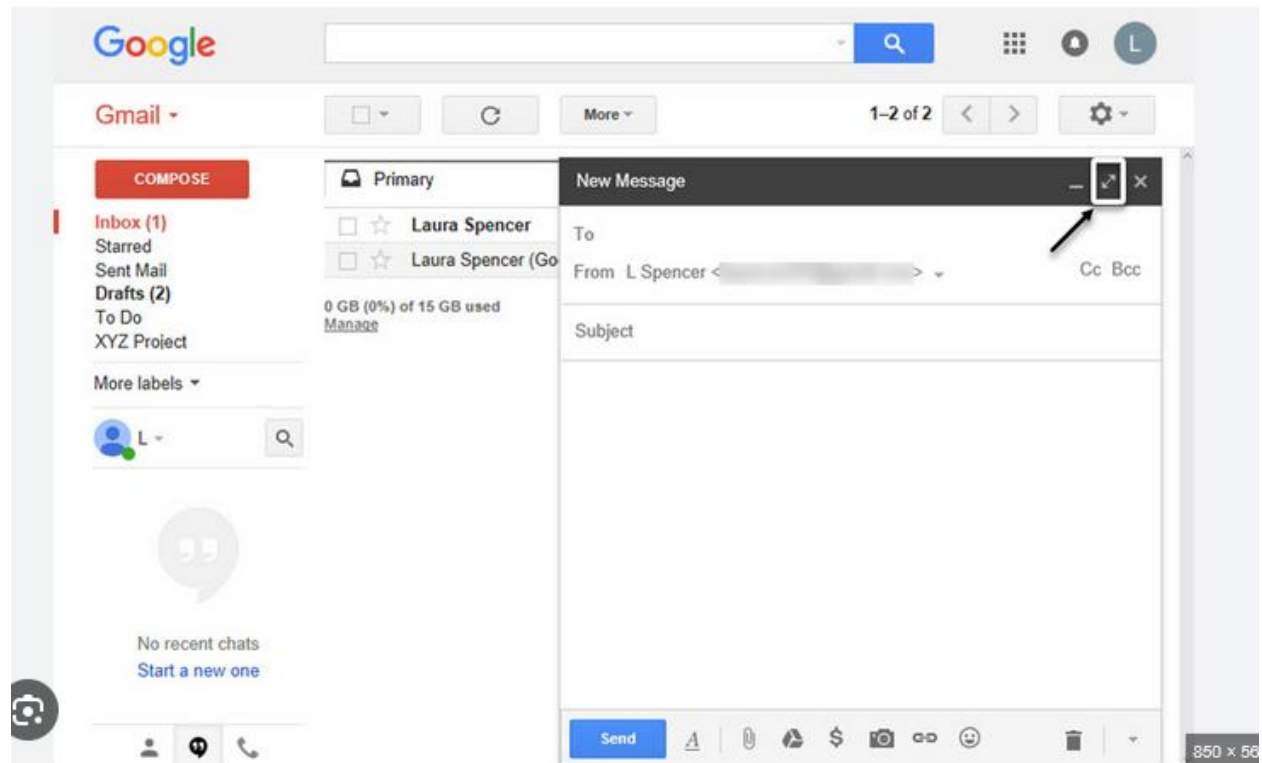 Google
L
Gmail
More
1–2 of 2
COMPOSE
Inbox (1)
Starred
Sent Mail
Drafts (2)
To Do
XYZ Project
More labels
L
No recent chats
Start a new one
Primary
Laura Spencer
Laura Spencer (Go
0 GB (0%) of 15 GB used
Manage
New Message
To
From L Spencer < >
Cc Bcc
Subject
Send A $
850 × 56